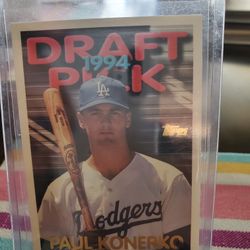 DRAFT
1994
PICK
LA
Topps
Dodgers
PAUL KONERKO